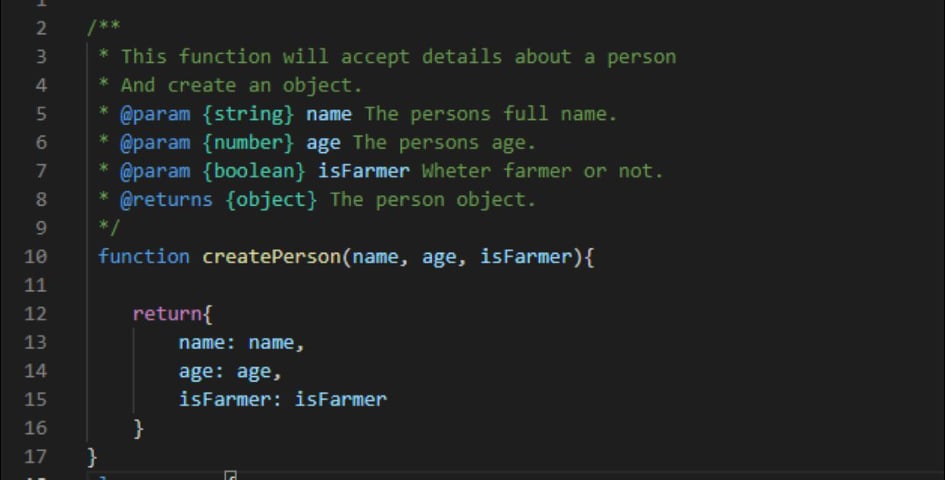 2 /**
3 * This function will accept details about a person
4 * And create an object.
5 * @param {string} name The persons full name.
6 * @param {number} age The persons age.
7 * @param {boolean} isFarmer Wheter farmer or not.
8 * @returns {object} The person object.
9 */
10 function createPerson(name, age, isFarmer){
11
12 return{
13 name: name,
14 age: age,
15 isFarmer: isFarmer
16 }
17 }